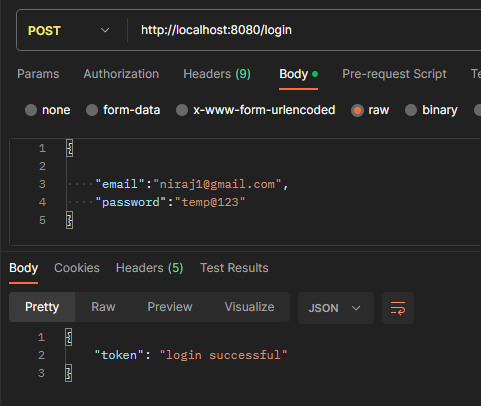 POST http://localhost:8080/login
Params Authorization Headers (9) Body Pre-request Script Te
none form-data x-www-form-urlencoded raw binary
1 {
2
3 "email":"niraj1@gmail.com",
4 "password":"temp@123"
5 }
Body Cookies Headers (5) Test Results
Pretty Raw Preview Visualize JSON
1 {
2 "token": "login successful"
3 }